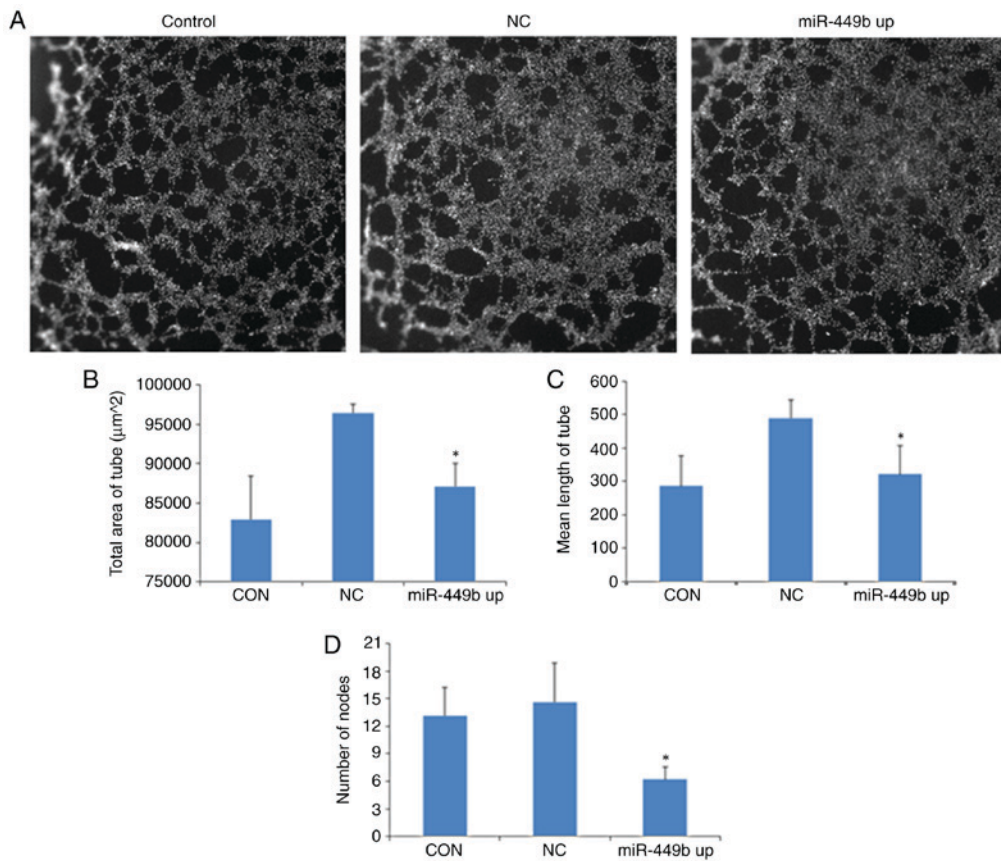 A
Control NC miR-449b up
B
Total area of tube (μm^2)
100000
95000
90000
85000
80000
75000
*
CON NC miR-449b up
C
Mean length of tube
600
500
400
300
200
100
0
*
CON NC miR-449b up
D
Number of nodes
21
18
15
12
9
6
3
0
*
CON NC miR-449b up